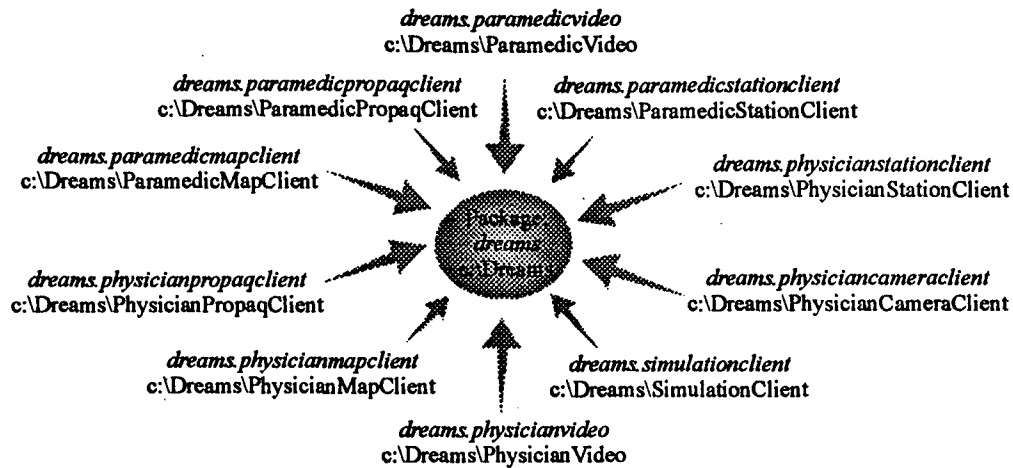 dreams.paramedicvideo
c:\Dreams\ParamedicVideo
dreams.paramedicpropaqclient
c:\Dreams\ParamedicPropaqClient
dreams.paramedicstationclient
c:\Dreams\ParamedicStationClient
dreams.paramedicmapclient
c:\Dreams\ParamedicMapClient
dreams.physicianstationclient
c:\Dreams\PhysicianStationClient
Package:
dreams
c:\Dreams
dreams.physicianpropaqclient
c:\Dreams\PhysicianPropaqClient
dreams.physiciancameraclient
c:\Dreams\PhysicianCameraClient
dreams.physicianmapclient
c:\Dreams\PhysicianMapClient
dreams.simulationclient
c:\Dreams\SimulationClient
dreams.physicianvideo
c:\Dreams\PhysicianVideo